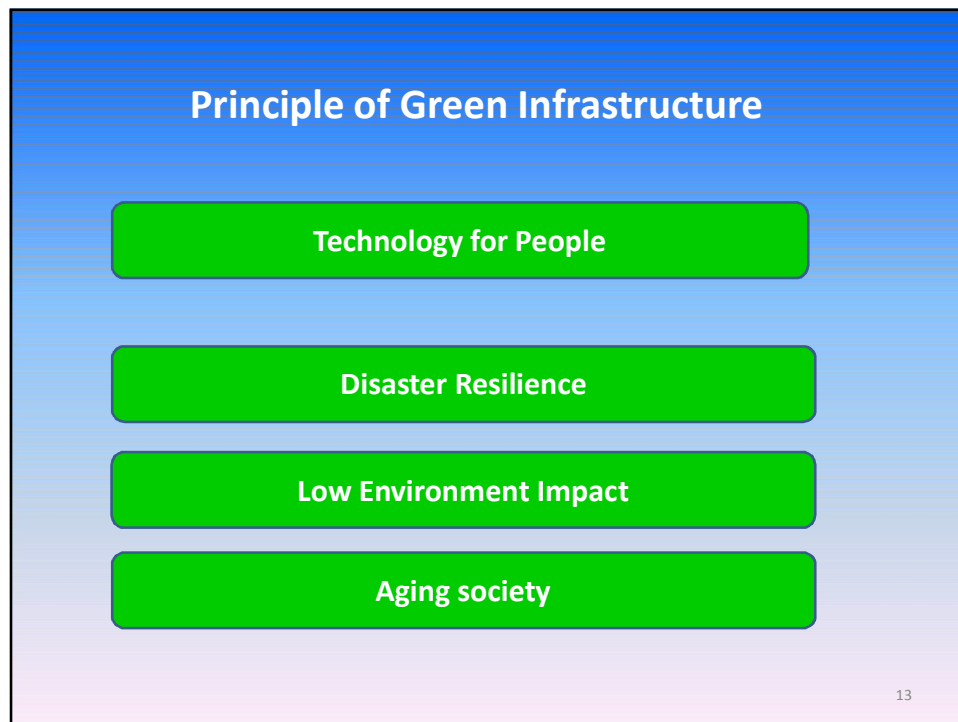 Principle of Green Infrastructure
Technology for People
Disaster Resilience
Low Environment Impact
Aging society
13